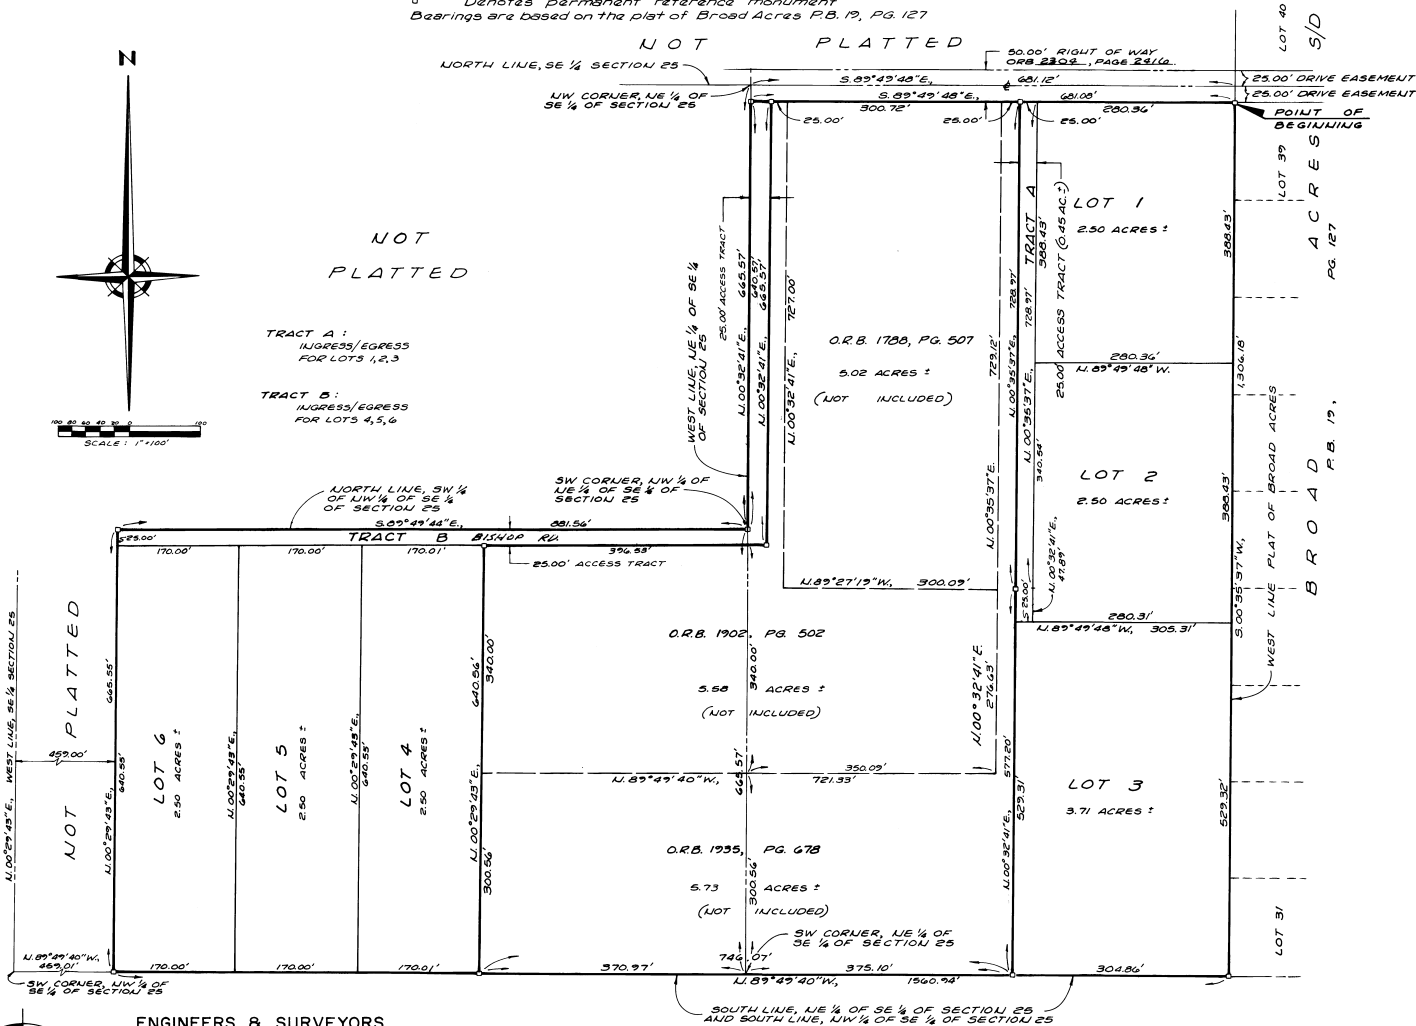 Denotes permanent reference monument
Bearings are based on the plat of Broad Acres P.B. 19, PG. 127
NOT PLATTED
50.00' RIGHT OF WAY
ORB 2304, PAGE 2416
NORTH LINE, SE ¼ SECTION 25
NW CORNER, NE ¼ OF
SE ¼ OF SECTION 25
S.89°49'48"E., 681.12'
S.89°49'48"E., 681.08'
300.72'
280.36'
25.00'
25.00'
25.00'
25.00' DRIVE EASEMENT
25.00' DRIVE EASEMENT
POINT OF
BEGINNING
LOT 40
S/D
LOT 39
BROAD ACRES
P.B. 19, PG. 127
LOT 31
N
NOT
PLATTED
TRACT A :
INGRESS/EGRESS
FOR LOTS 1,2,3
TRACT B :
INGRESS/EGRESS
FOR LOTS 4,5,6
100 80 60 40 20 0 100
SCALE : 1"=100'
WEST LINE, NE ¼ OF SE ¼
OF SECTION 25
25.00' ACCESS TRACT
N.00°32'41"E., 665.57'
640.57'
N.00°32'41"E., 665.57'
N.00°32'41"E., 727.00'
O.R.B. 1788, PG. 507
5.02 ACRES ±
(NOT INCLUDED)
N.00°35'37"E. 729.12'
N.00°35'37"E., 728.97'
N.00°35'37"E., 728.97'
TRACT A
388.43'
25.00' ACCESS TRACT (0.45 AC.±)
340.54'
N.00°32'41"E.,
47.89'
LOT 1
2.50 ACRES ±
388.43'
280.36'
N.89°49'48"W.
LOT 2
2.50 ACRES ±
388.43'
1,306.18'
S.00°35'37"W.,
WEST LINE PLAT OF BROAD ACRES
280.31'
N.89°49'48"W., 305.31'
25.00'
LOT 3
3.71 ACRES ±
529.32'
304.86'
NORTH LINE, SW ¼
OF NW ¼ OF SE ¼
OF SECTION 25
SW CORNER, NW ¼ OF
NE ¼ OF SE ¼ OF
SECTION 25
S.89°49'44"E., 881.56'
TRACT B BISHOP RD.
25.00'
170.00'
170.00'
170.01'
396.53'
25.00' ACCESS TRACT
N.89°27'19"W., 300.09'
O.R.B. 1902, PG. 502
5.58 ACRES ±
(NOT INCLUDED)
340.00'
N.00°32'41"E.
276.63'
N.00°32'41"E., 577.20'
529.31'
350.09'
N.89°49'40"W., 721.33'
665.57'
O.R.B. 1935, PG. 678
5.73 ACRES ±
(NOT INCLUDED)
300.56'
SW CORNER, NE ¼ OF
SE ¼ OF SECTION 25
N.00°29'43"E., WEST LINE, SE ¼ SECTION 25
NOT PLATTED
459.00'
665.55'
N.00°29'43"E., 640.55'
LOT 6
2.50 ACRES ±
N.00°29'43"E.,
640.55'
LOT 5
2.50 ACRES ±
N.00°29'43"E.,
640.55'
LOT 4
2.50 ACRES ±
N.00°29'43"E., 640.56'
340.00'
300.56'
N.89°49'40"W.,
459.01'
170.00'
170.00'
170.01'
370.97'
746.07'
375.10'
N.89°49'40"W., 1560.94'
SW CORNER, NW ¼ OF
SE ¼ OF SECTION 25
SOUTH LINE, NE ¼ OF SE ¼ OF SECTION 25
AND SOUTH LINE, NW ¼ OF SE ¼ OF SECTION 25
ENGINEERS & SURVEYORS